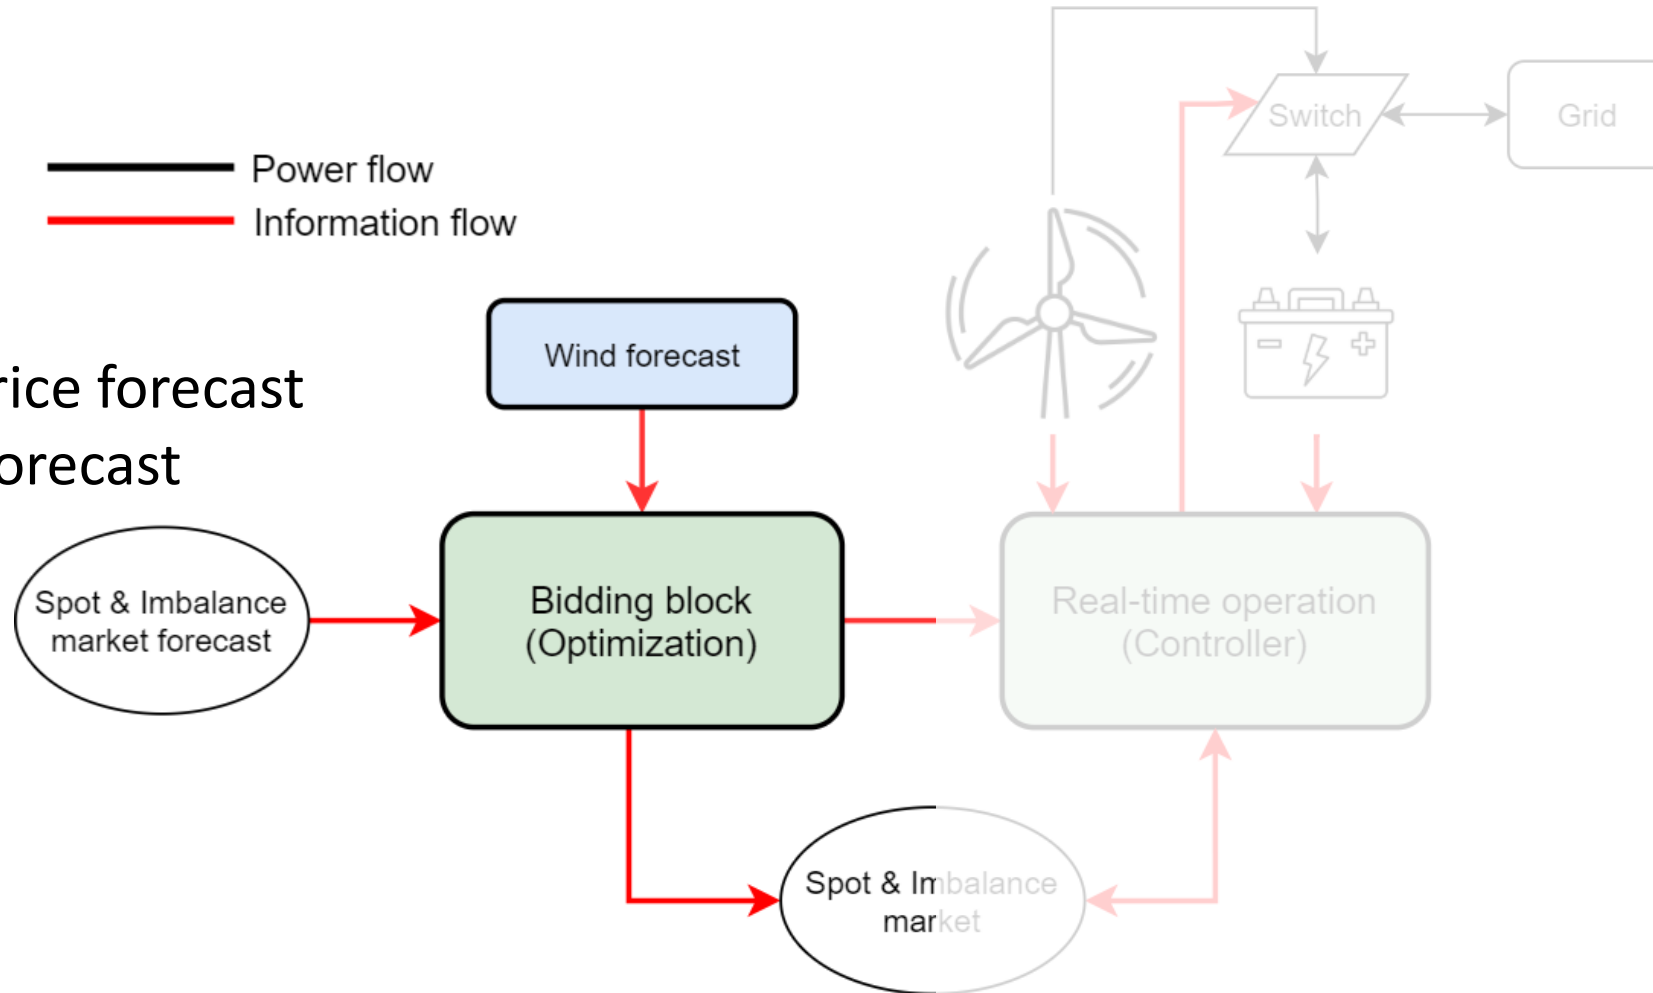 Switch
Grid
Power flow
Information flow
Wind forecast
rice forecast
orecast
Spot & Imbalance
market forecast
Bidding block
(Optimization)
Real-time operation
(Controller)
Spot & Imbalance
market